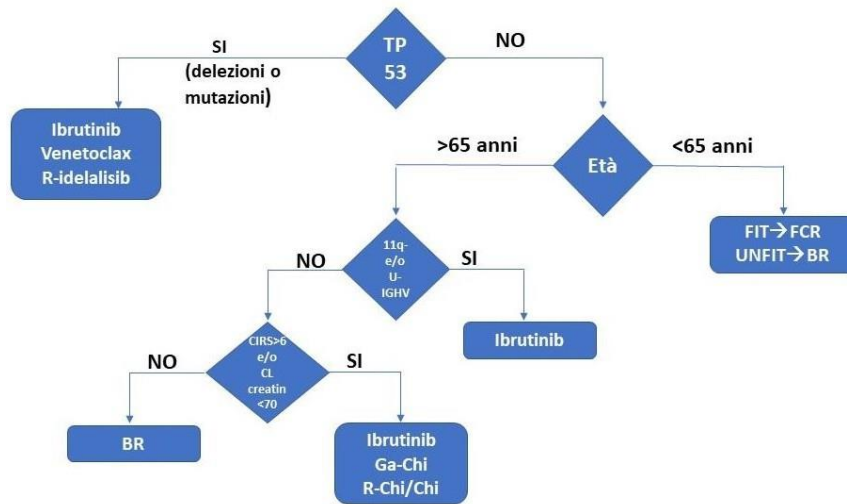 TP
53
SI
(delezioni o
mutazioni)
NO
Ibrutinib
Venetoclax
R-idelalisib
Età
>65 anni
<65 anni
FIT→FCR
UNFIT→BR
11q-
e/o
U-
IGHV
NO
SI
Ibrutinib
CIRS>6
e/o
CL
creatin
<70
NO
SI
BR
Ibrutinib
Ga-Chi
R-Chi/Chi